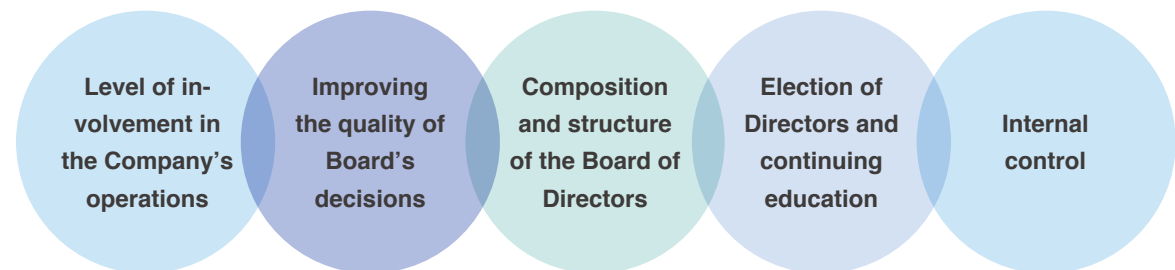 Level of in-
volvement in
the Company's
operations
Improving
the quality of
Board's
decisions
Composition
and structure
of the Board of
Directors
Election of
Directors and
continuing
education
Internal
control